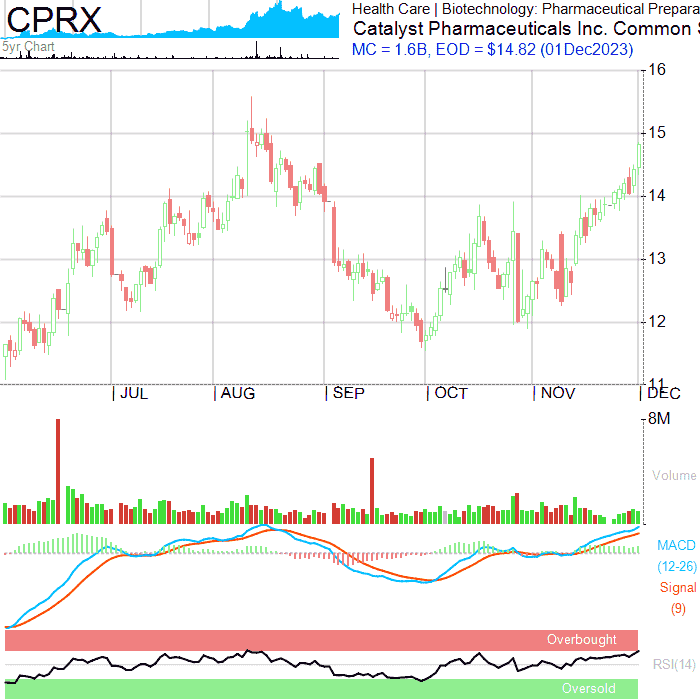 CPRX
5yr Chart
Health Care | Biotechnology: Pharmaceutical Prepara
Catalyst Pharmaceuticals Inc. Common S
MC = 1.6B, EOD = $14.82 (01Dec2023)
16
15
14
13
12
11
JUL
AUG
SEP
OCT
NOV
DEC
8M
Volume
MACD
(12-26)
Signal
(9)
Overbought
RSI(14)
Oversold